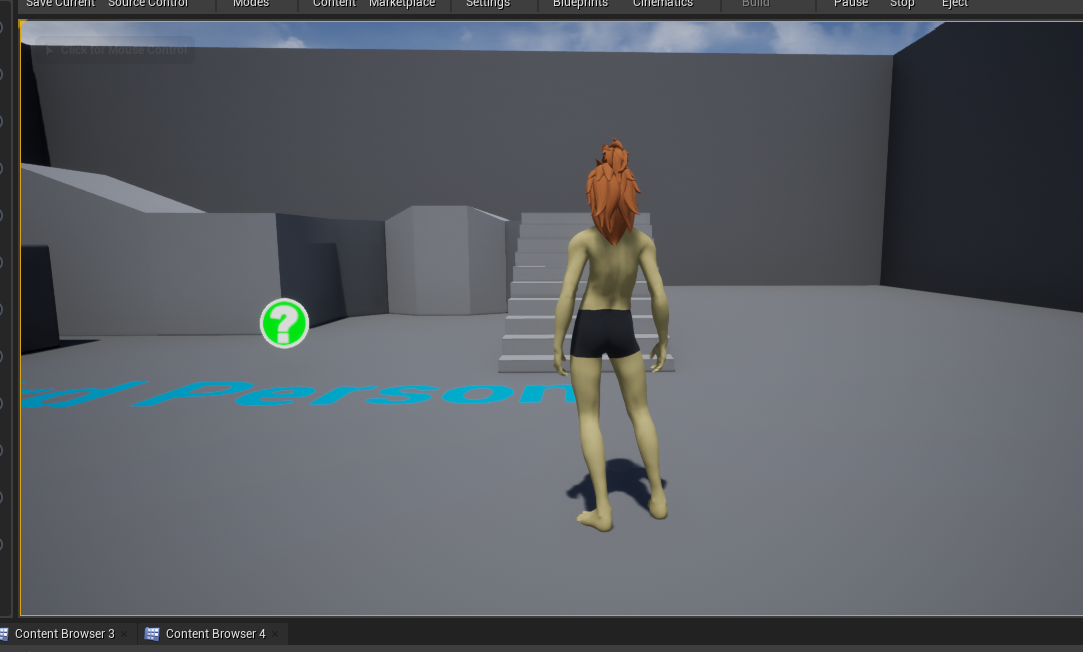 Save Current Source Control Modes Content Marketplace Settings Blueprints Cinematics Build Pause Stop Eject
Click for Mouse Control
?
Person
Content Browser 3 Content Browser 4